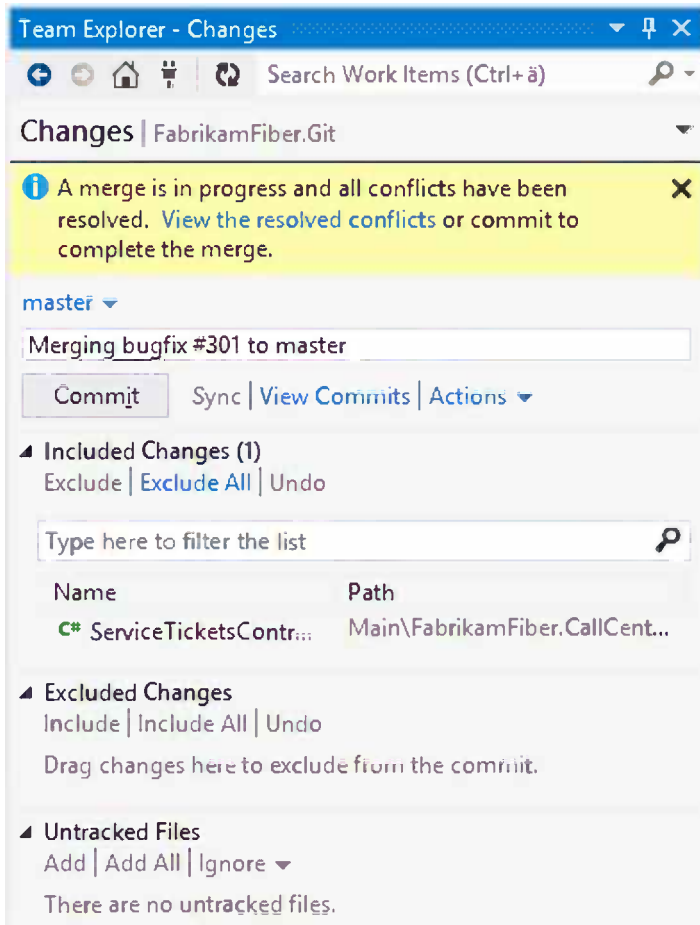 Team Explorer - Changes
Search Work Items (Ctrl+ä)
Changes | FabrikamFiber.Git
A merge is in progress and all conflicts have been
resolved. View the resolved conflicts or commit to
complete the merge.
master
Merging bugfix #301 to master
Commit Sync | View Commits | Actions
Included Changes (1)
Exclude | Exclude All | Undo
Type here to filter the list
Name Path
C# ServiceTicketsContr... Main\FabrikamFiber.CallCent...
Excluded Changes
Include | Include All | Undo
Drag changes here to exclude from the commit.
Untracked Files
Add | Add All | Ignore
There are no untracked files.